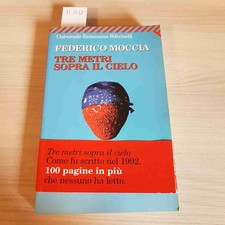 Universale Economica Feltrinelli
FEDERICO MOCCIA
TRE METRI
SOPRA IL CIELO
Tre metri sopra il cielo
Come fu scritto nel 1992.
100 pagine in più
che nessuno ha letto.